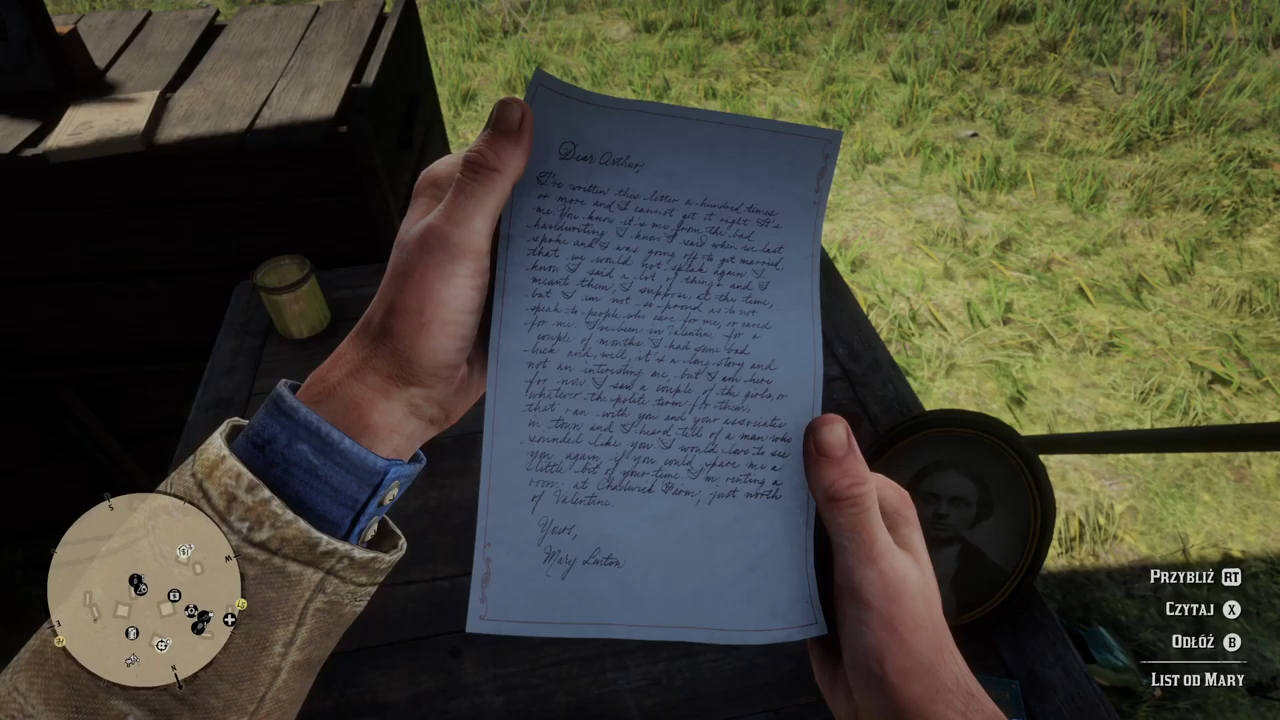 Dear Arthur,
I've written this letter a hundred times
or more and I cannot get it right. It's
me. You know it's me from the bad
handwriting. I know I said when we last
spoke and I was going off to get married,
that we would not speak again. I
know I said a lot of things and I
meant them, I suppose, at the time,
but I am not so proud as to not
speak to people who care for me, or cared
for me. I've been in Valentine for a
couple of months. I had some bad
luck and, well, it's a long story and
not an interesting one, but I am here
for now. I saw a couple of the girls, or
whatever the polite term for them,
that ran with you and your associates
in town and I heard tell of a man who
sounded like you. I would love to see
you again, if you could spare me a
little bit of your time. I'm renting a
room at Chadwick Farm, just north
of Valentine.
Yours,
Mary Linton
S
W
E
N
PRZYBLIŻ RT
CZYTAJ X
ODŁÓŻ B
LIST OD MARY